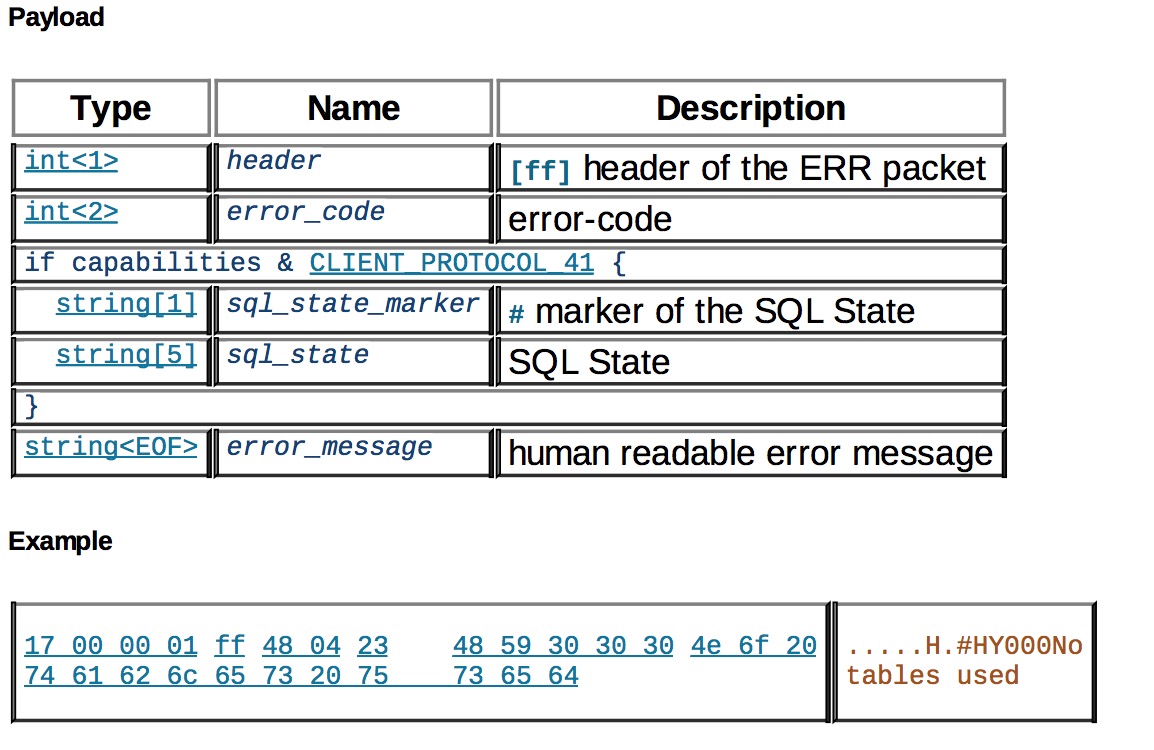 Payload
Type Name Description
int<1> header [ff] header of the ERR packet
int<2> error_code error-code
if capabilities & CLIENT_PROTOCOL_41 {
string[1] sql_state_marker # marker of the SQL State
string[5] sql_state SQL State
}
string<EOF> error_message human readable error message
Example
17 00 00 01 ff 48 04 23 48 59 30 30 30 4e 6f 20 .....H.#HY000No
74 61 62 6c 65 73 20 75 73 65 64 tables used